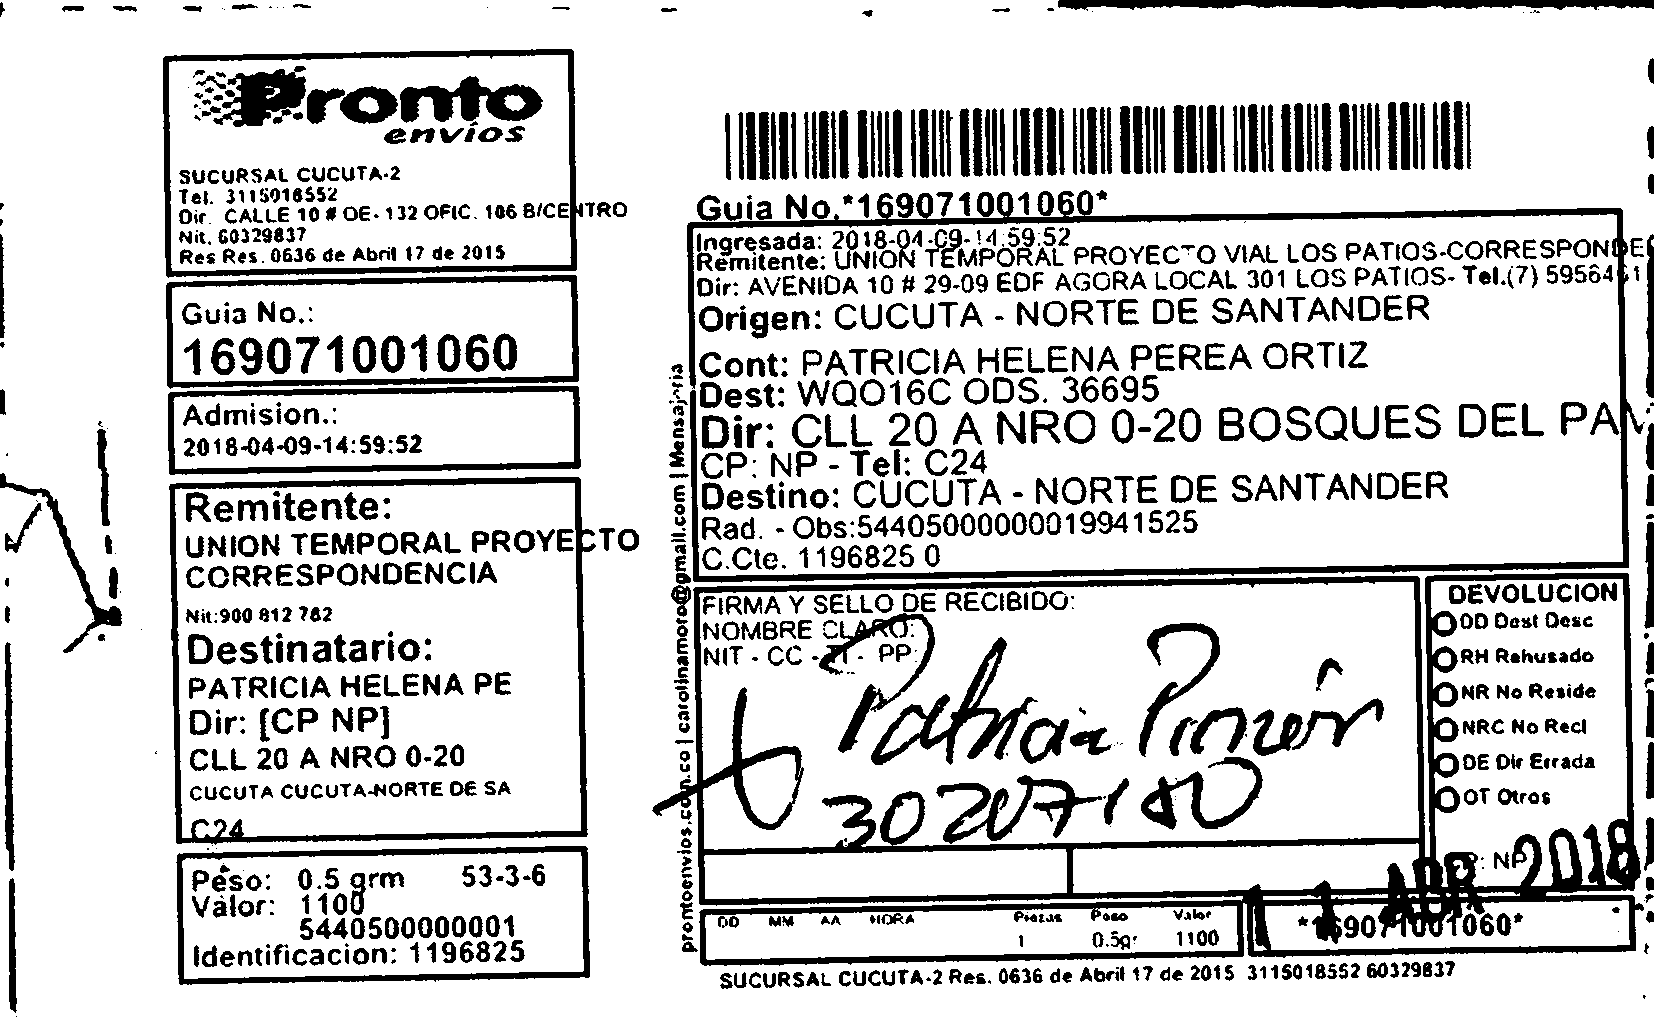 Pronto
envíos
SUCURSAL CUCUTA-2
Tel. 3115018552
Dir. CALLE 10 # OE- 132 OFIC. 106 B/CENTRO
Nit. 60329837
Res Res. 0636 de Abril 17 de 2015
Guia No.:
169071001060
Admision.:
2018-04-09-14:59:52
Remitente:
UNION TEMPORAL PROYECTO
CORRESPONDENCIA
Nit:900 812 782
Destinatario:
PATRICIA HELENA PE
Dir: [CP NP]
CLL 20 A NRO 0-20
CUCUTA CUCUTA-NORTE DE SA
C24
Peso: 0.5 grm 53-3-6
Valor: 1100
5440500000001
Identificacion: 1196825
prontoenvios.com.co | carolinamoro@gmail.com | Mensajeria
Guia No.*169071001060*
Ingresada: 2018-04-09-14:59:52
Remitente: UNION TEMPORAL PROYECTO VIAL LOS PATIOS-CORRESPONDE
Dir: AVENIDA 10 # 29-09 EDF AGORA LOCAL 301 LOS PATIOS- Tel.(7) 5956461
Origen: CUCUTA - NORTE DE SANTANDER
Cont: PATRICIA HELENA PEREA ORTIZ
Dest: WQO16C ODS. 36695
Dir: CLL 20 A NRO 0-20 BOSQUES DEL PA
CP: NP - Tel: C24
Destino: CUCUTA - NORTE DE SANTANDER
Rad. - Obs:544050000000019941525
C.Cte. 1196825 0
FIRMA Y SELLO DE RECIBIDO:
NOMBRE CLARO:
NIT - CC - TI - PP
Patricia Pinzón
30207180
DEVOLUCION
DD Dest Desc
RH Rehusado
NR No Reside
NRC No Recl
DE Dir Errada
OT Otros
CP: NP
11 ABR 2018
DD MM AA HORA Piezas Peso Valor
1 0.5gr 1100
*169071001060*
SUCURSAL CUCUTA-2 Res. 0636 de Abril 17 de 2015 3115018552 60329837